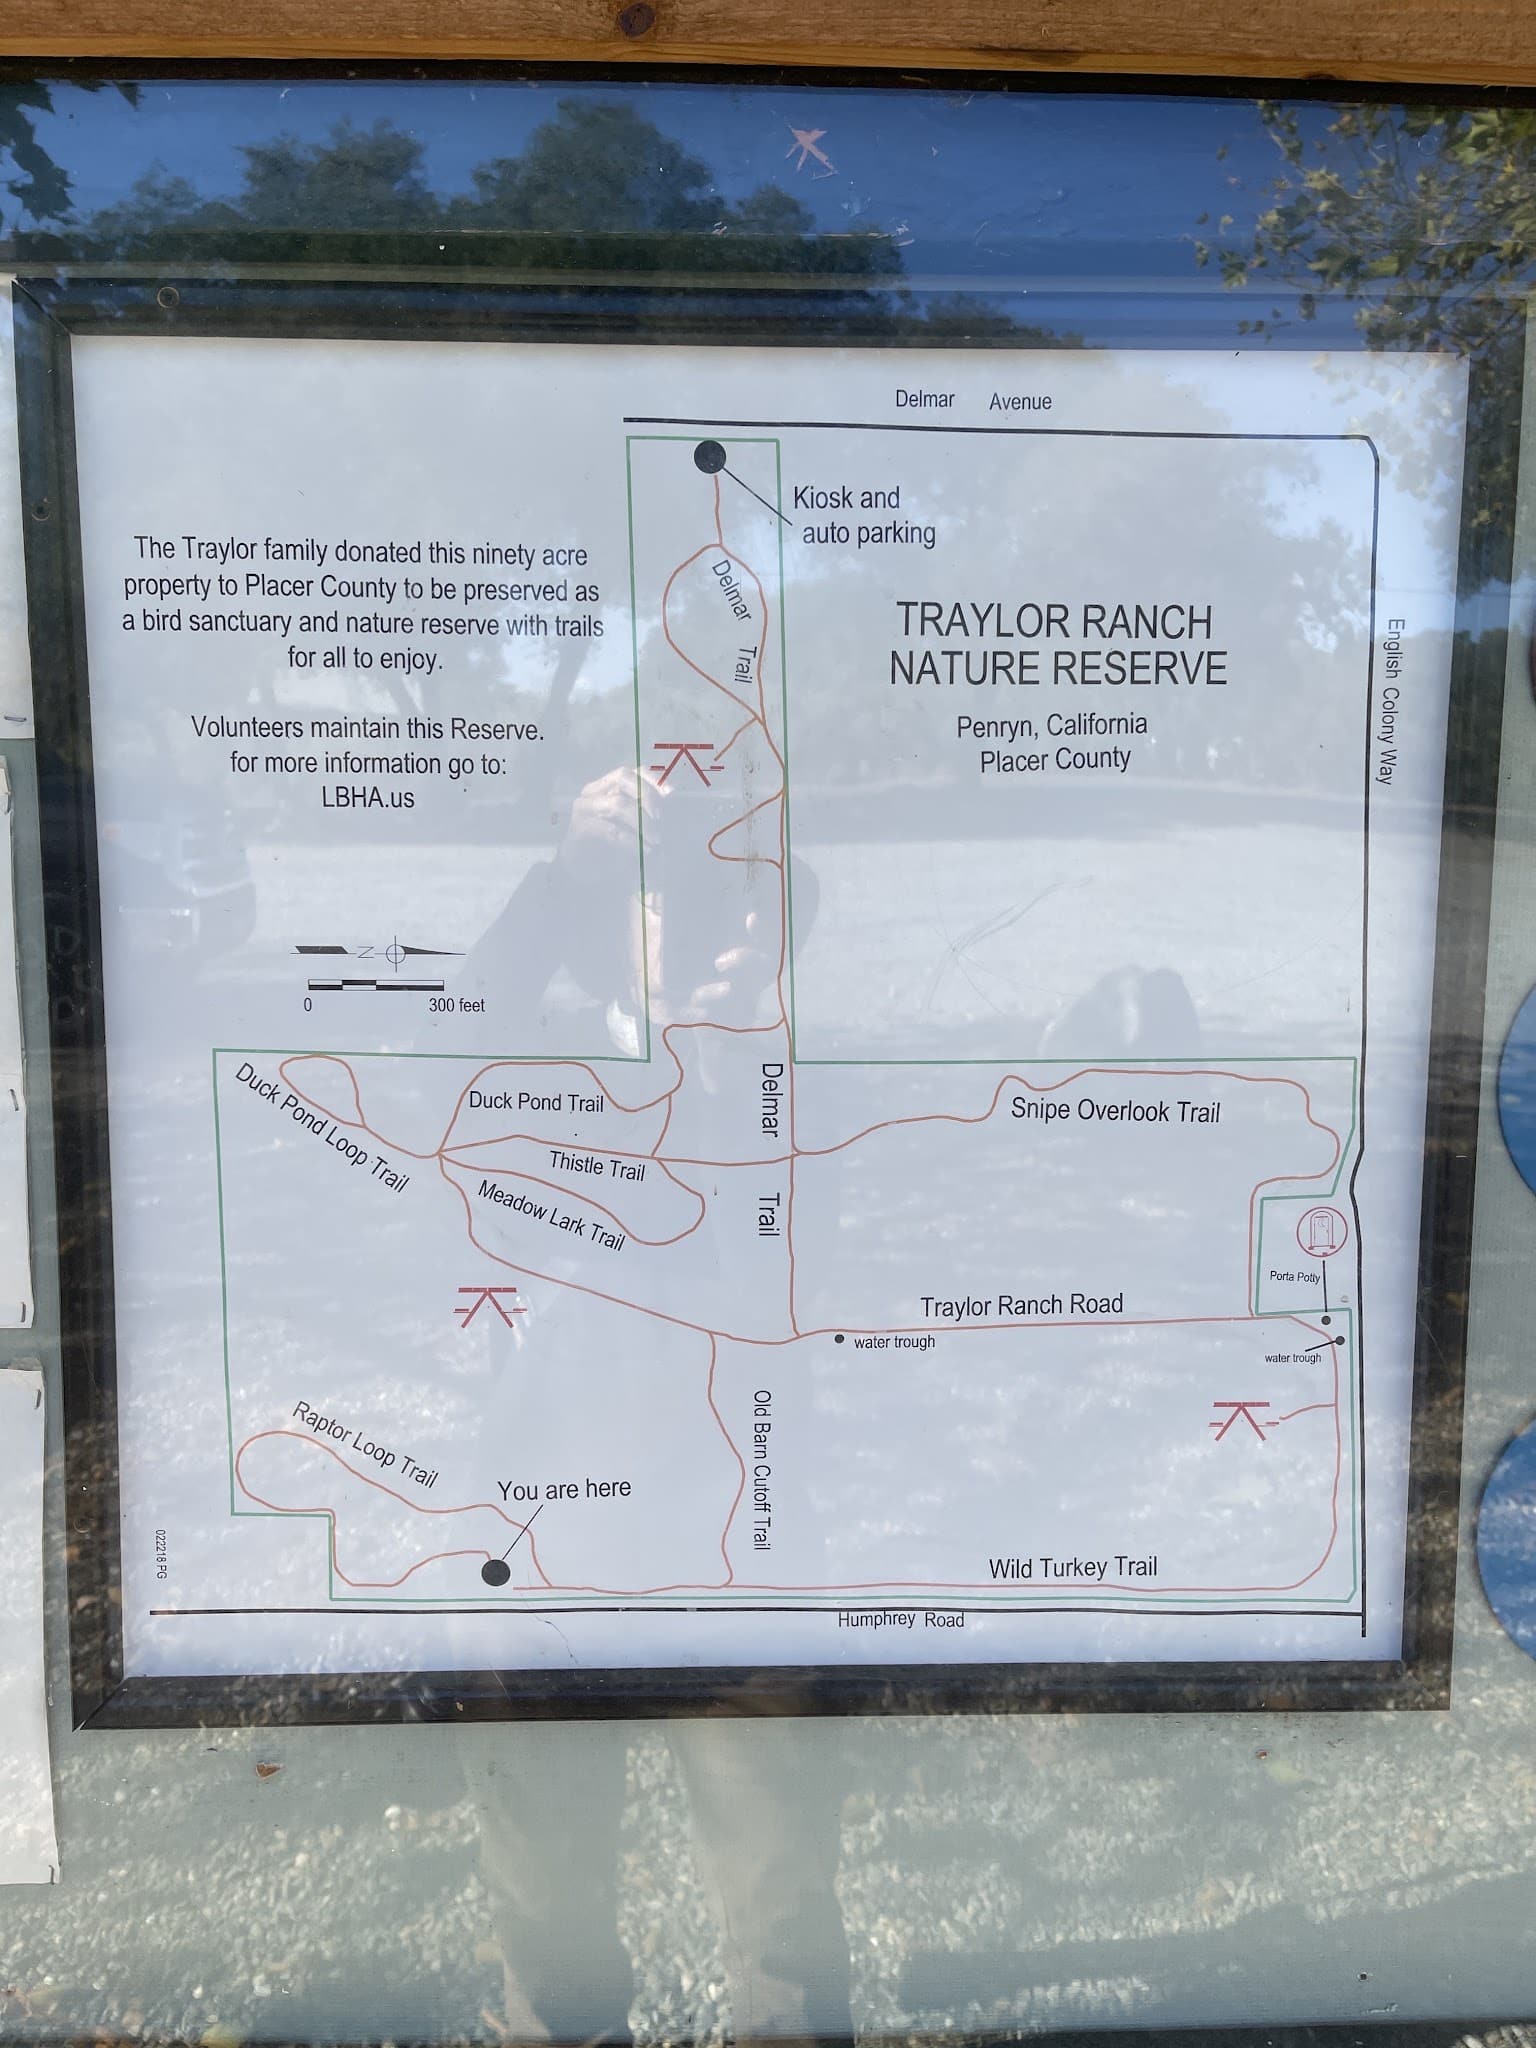 Delmar Avenue
Kiosk and
auto parking
The Traylor family donated this ninety acre
property to Placer County to be preserved as
a bird sanctuary and nature reserve with trails
for all to enjoy.
Volunteers maintain this Reserve.
for more information go to:
LBHA.us
Delmar Trail
TRAYLOR RANCH
NATURE RESERVE
Penryn, California
Placer County
English Colony Way
N
0 300 feet
Duck Pond Loop Trail
Duck Pond Trail
Thistle Trail
Meadow Lark Trail
Delmar Trail
Snipe Overlook Trail
Porta Potty
Traylor Ranch Road
water trough
water trough
Old Barn Cutoff Trail
Raptor Loop Trail
You are here
Wild Turkey Trail
Humphrey Road
022218 PG